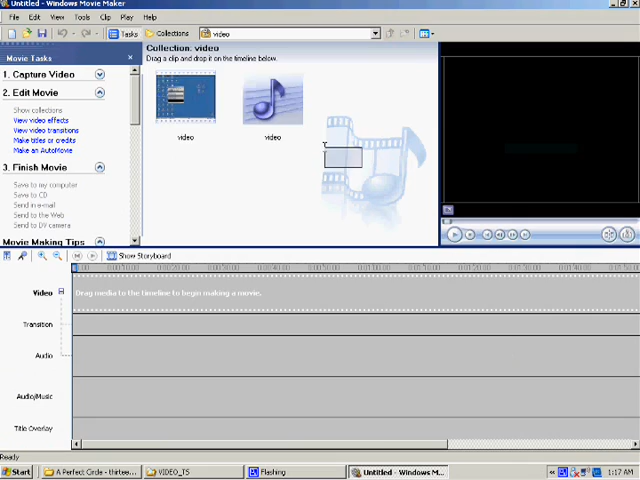 Untitled - Windows Movie Maker
File Edit View Tools Clip Play Help
Tasks Collections video
Movie Tasks
1. Capture Video
2. Edit Movie
Show collections
View video effects
View video transitions
Make titles or credits
Make an AutoMovie
3. Finish Movie
Save to my computer
Save to CD
Send in e-mail
Send to the Web
Send to DV camera
Movie Making Tips
Collection: video
Drag a clip and drop it on the timeline below.
video
video
Show Storyboard
Video
Drag media to the timeline to begin making a movie.
Transition
Audio
Audio/Music
Title Overlay
Ready
Start
A Perfect Circle - thirtee...
VIDEO_TS
Flashing
Untitled - Windows M...
1:17 AM